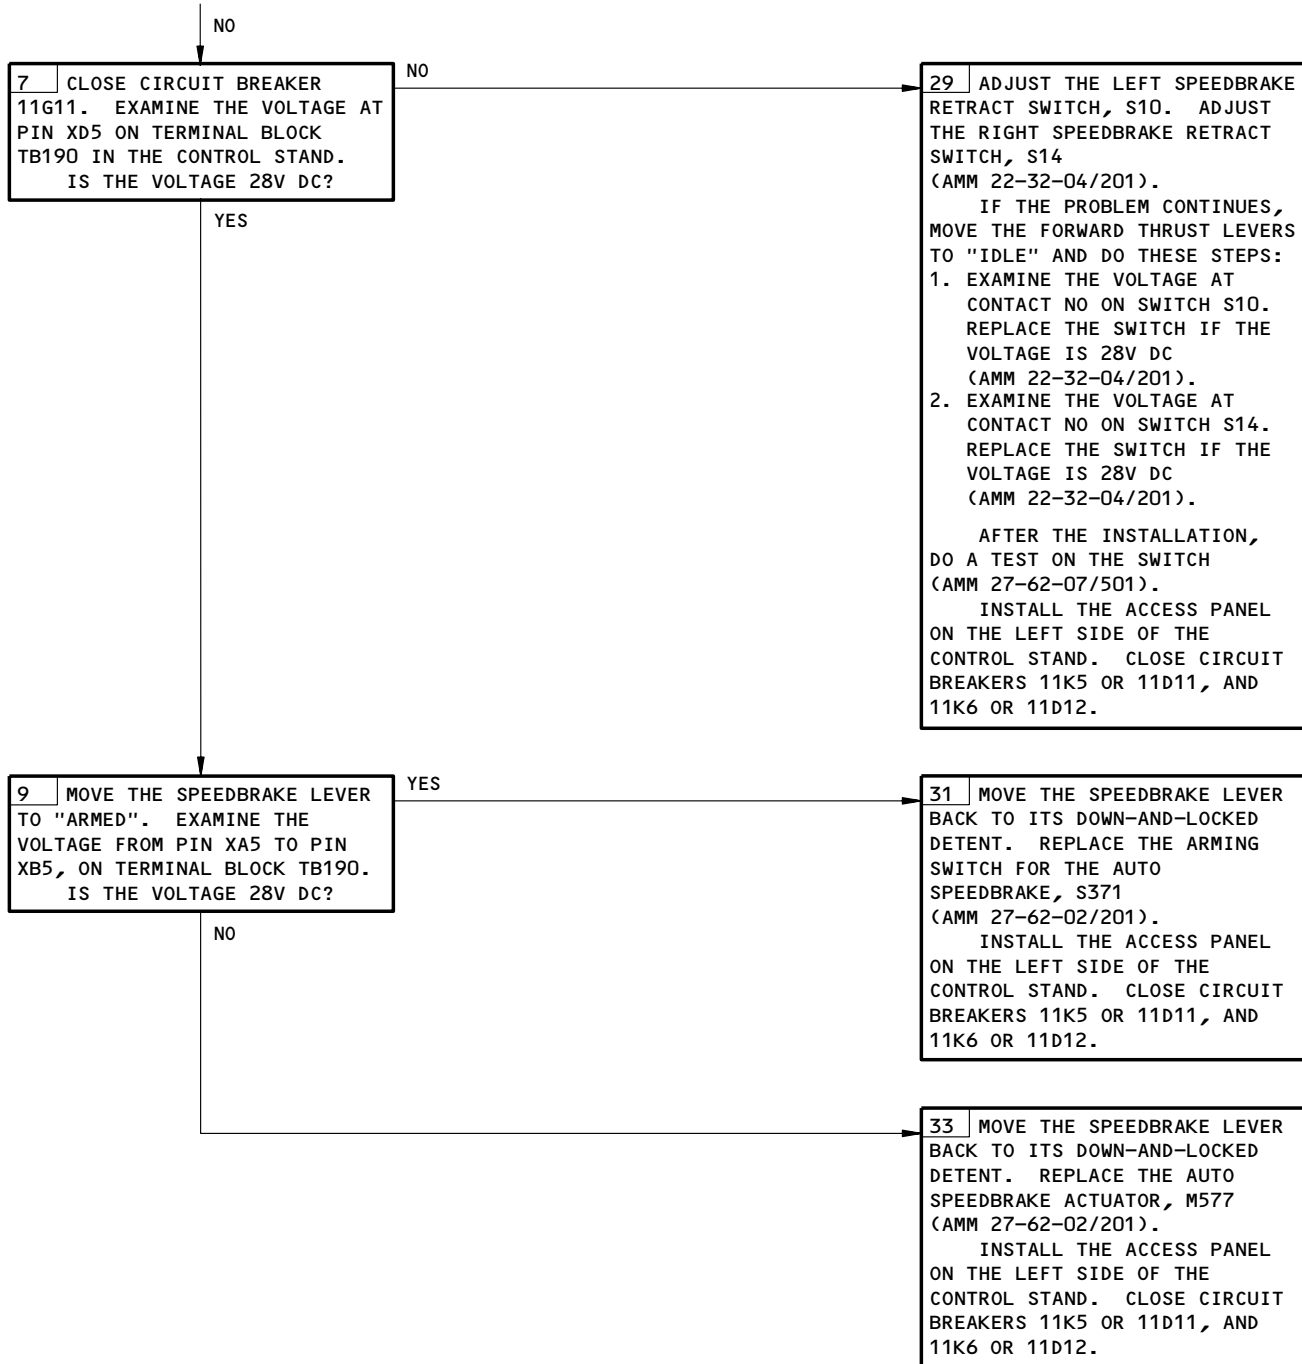 NO
7 CLOSE CIRCUIT BREAKER
11G11. EXAMINE THE VOLTAGE AT
PIN XD5 ON TERMINAL BLOCK
TB190 IN THE CONTROL STAND.
IS THE VOLTAGE 28V DC?
NO
YES
29 ADJUST THE LEFT SPEEDBRAKE
RETRACT SWITCH, S10. ADJUST
THE RIGHT SPEEDBRAKE RETRACT
SWITCH, S14
(AMM 22-32-04/201).
IF THE PROBLEM CONTINUES,
MOVE THE FORWARD THRUST LEVERS
TO "IDLE" AND DO THESE STEPS:
1. EXAMINE THE VOLTAGE AT
CONTACT NO ON SWITCH S10.
REPLACE THE SWITCH IF THE
VOLTAGE IS 28V DC
(AMM 22-32-04/201).
2. EXAMINE THE VOLTAGE AT
CONTACT NO ON SWITCH S14.
REPLACE THE SWITCH IF THE
VOLTAGE IS 28V DC
(AMM 22-32-04/201).
AFTER THE INSTALLATION,
DO A TEST ON THE SWITCH
(AMM 27-62-07/501).
INSTALL THE ACCESS PANEL
ON THE LEFT SIDE OF THE
CONTROL STAND. CLOSE CIRCUIT
BREAKERS 11K5 OR 11D11, AND
11K6 OR 11D12.
9 MOVE THE SPEEDBRAKE LEVER
TO "ARMED". EXAMINE THE
VOLTAGE FROM PIN XA5 TO PIN
XB5, ON TERMINAL BLOCK TB190.
IS THE VOLTAGE 28V DC?
YES
NO
31 MOVE THE SPEEDBRAKE LEVER
BACK TO ITS DOWN-AND-LOCKED
DETENT. REPLACE THE ARMING
SWITCH FOR THE AUTO
SPEEDBRAKE, S371
(AMM 27-62-02/201).
INSTALL THE ACCESS PANEL
ON THE LEFT SIDE OF THE
CONTROL STAND. CLOSE CIRCUIT
BREAKERS 11K5 OR 11D11, AND
11K6 OR 11D12.
33 MOVE THE SPEEDBRAKE LEVER
BACK TO ITS DOWN-AND-LOCKED
DETENT. REPLACE THE AUTO
SPEEDBRAKE ACTUATOR, M577
(AMM 27-62-02/201).
INSTALL THE ACCESS PANEL
ON THE LEFT SIDE OF THE
CONTROL STAND. CLOSE CIRCUIT
BREAKERS 11K5 OR 11D11, AND
11K6 OR 11D12.